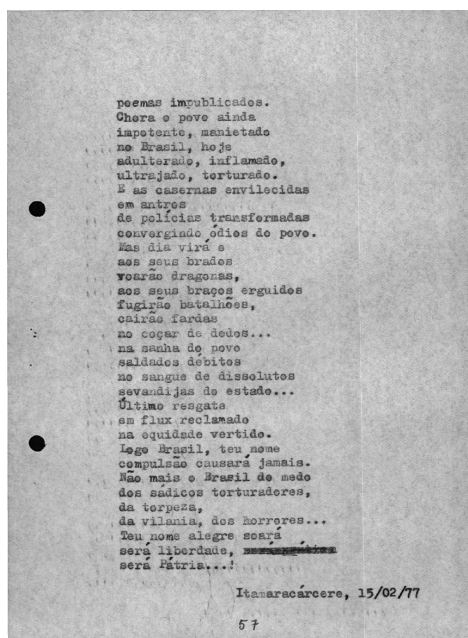 poemas impublicados.
Chora o povo ainda
impotente, manietado
no Brasil, hoje
adulterado, inflamado,
ultrajado, torturado.
E as casernas envilecidas
em antros
de polícias transformadas
convergindo ódios do povo.
Mas dia virá e
aos seus brados
voarão dragonas,
aos seus braços erguidos
fugirão batalhões,
cairão fardas
no coçar de dedos...
na sanha do povo
saldados débitos
no sangue de dissolutos
sevandijas do estado...
Último resgate
em flux reclamado
na equidade vertido.
Logo Brasil, teu nome
compulsão causará jamais.
Não mais o Brasil do medo
dos sádicos torturadores,
da torpeza,
da vilania, dos horrores...
Teu nome alegre soará
será liberdade,
será Pátria...!
Itamaracárcere, 15/02/77
57